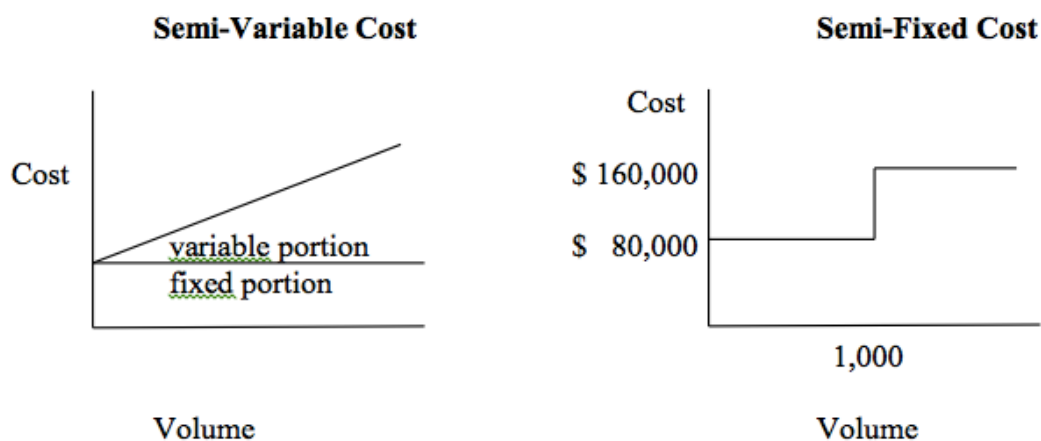 Semi-Variable Cost
Cost
variable portion
fixed portion
Volume
Semi-Fixed Cost
Cost
$ 160,000
$ 80,000
1,000
Volume